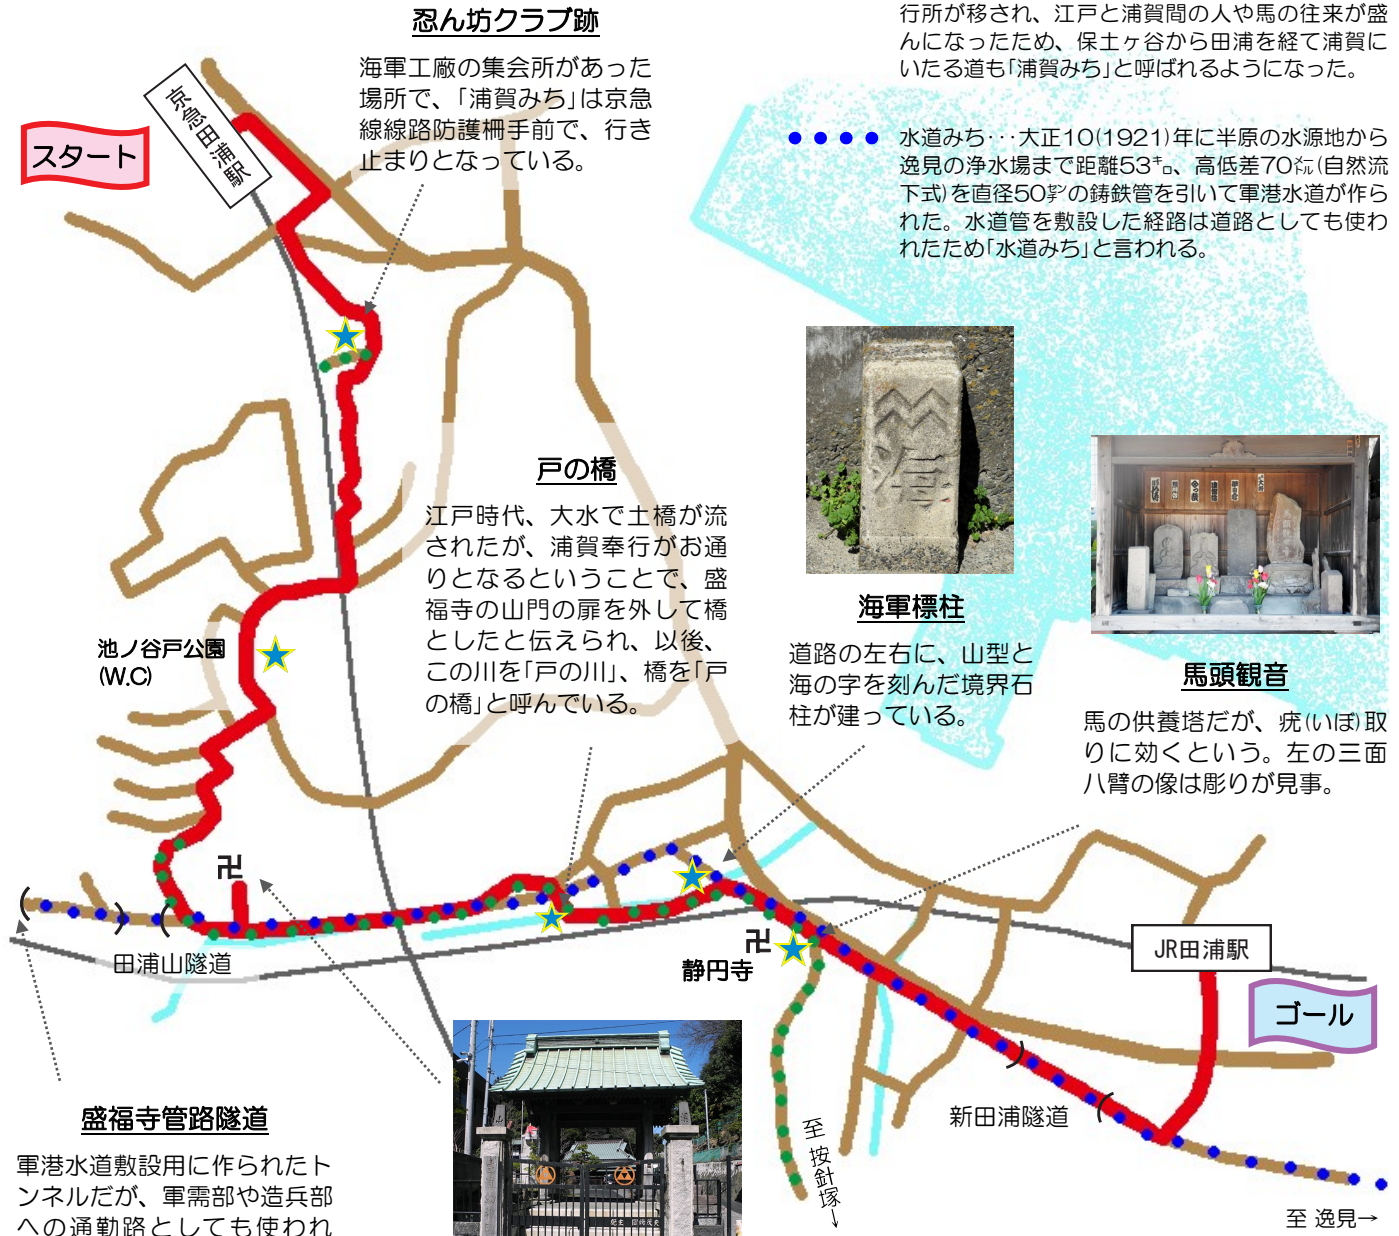 忍ん坊クラブ跡
海軍工廠の集会所があった
場所で、「浦賀みち」は京急
線線路防護柵手前で、行き
止まりとなっている。
行所が移され、江戸と浦賀間の人や馬の往来が盛
んになったため、保土ヶ谷から田浦を経て浦賀に
いたる道も「浦賀みち」と呼ばれるようになった。
水道みち･･･大正10(1921)年に半原の水源地から
逸見の浄水場まで距離53㌔、高低差70㍍(自然流
下式)を直径50㌢の鋳鉄管を引いて軍港水道が作ら
れた。水道管を敷設した経路は道路としても使わ
れたため「水道みち」と言われる。
スタート
京急田浦駅
戸の橋
江戸時代、大水で土橋が流
されたが、浦賀奉行がお通
りとなるということで、盛
福寺の山門の扉を外して橋
としたと伝えられ、以後、
この川を「戸の川」、橋を「戸
の橋」と呼んでいる。
海
海軍標柱
道路の左右に、山型と
海の字を刻んだ境界石
柱が建っている。
馬頭観音
馬の供養塔だが、疣(いぼ)取
りに効くという。左の三面
八臂の像は彫りが見事。
池ノ谷戸公園
(W.C)
卍
田浦山隧道
卍
静円寺
JR田浦駅
ゴール
新田浦隧道
至 按針塚→
至 逸見→
盛福寺管路隧道
軍港水道敷設用に作られたト
ンネルだが、軍需部や造兵部
への通勤路としても使われ